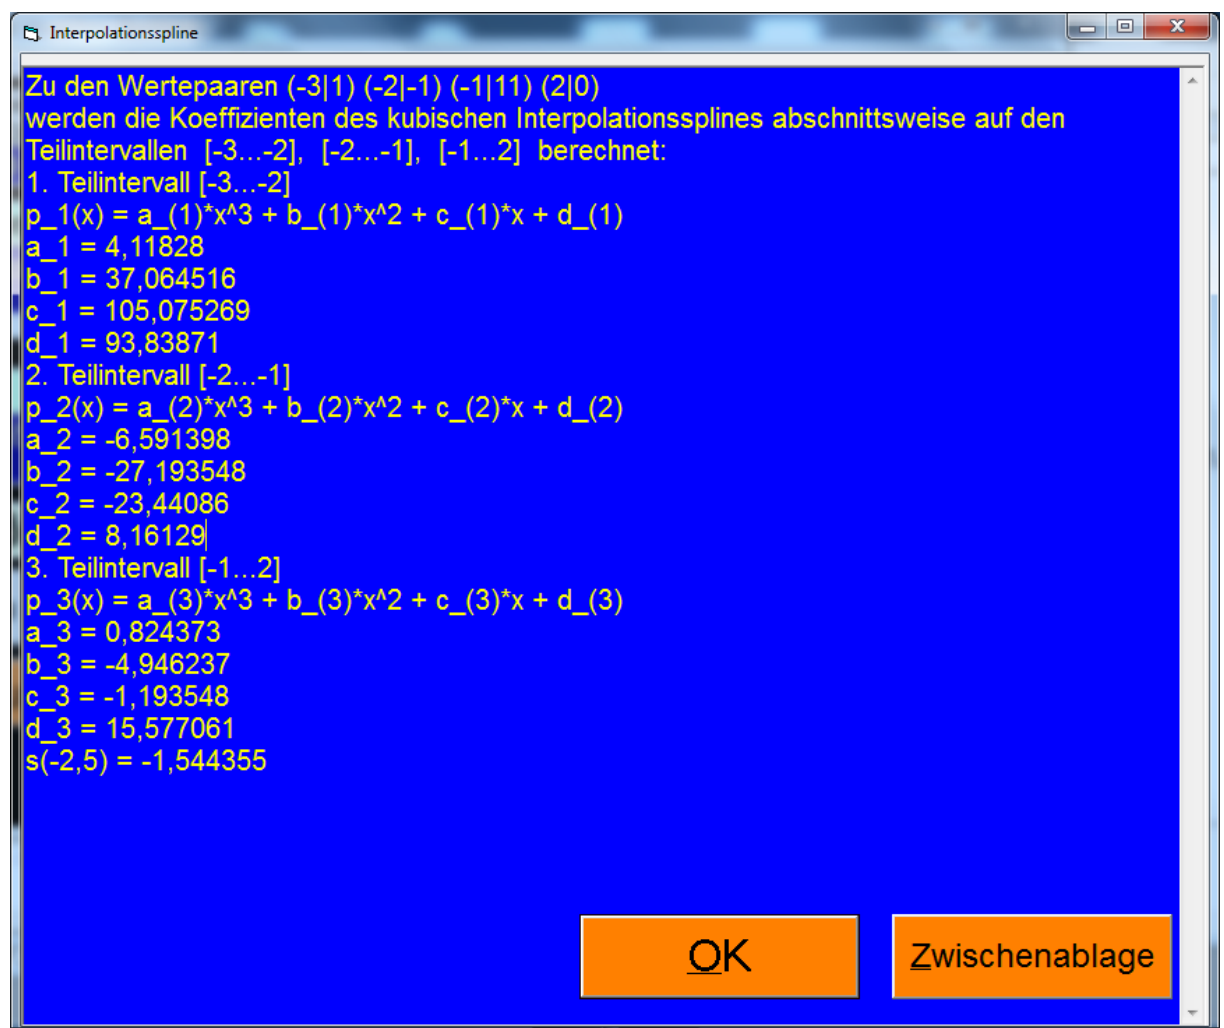 Interpolationsspline
Zu den Wertepaaren (-3|1) (-2|-1) (-1|11) (2|0)
werden die Koeffizienten des kubischen Interpolationssplines abschnittsweise auf den
Teilintervallen  [-3...-2],  [-2...-1],  [-1...2]  berechnet:
1. Teilintervall [-3...-2]
p_1(x) = a_(1)*x^3 + b_(1)*x^2 + c_(1)*x + d_(1)
a_1 = 4,11828
b_1 = 37,064516
c_1 = 105,075269
d_1 = 93,83871
2. Teilintervall [-2...-1]
p_2(x) = a_(2)*x^3 + b_(2)*x^2 + c_(2)*x + d_(2)
a_2 = -6,591398
b_2 = -27,193548
c_2 = -23,44086
d_2 = 8,16129
3. Teilintervall [-1...2]
p_3(x) = a_(3)*x^3 + b_(3)*x^2 + c_(3)*x + d_(3)
a_3 = 0,824373
b_3 = -4,946237
c_3 = -1,193548
d_3 = 15,577061
s(-2,5) = -1,544355
OK
Zwischenablage